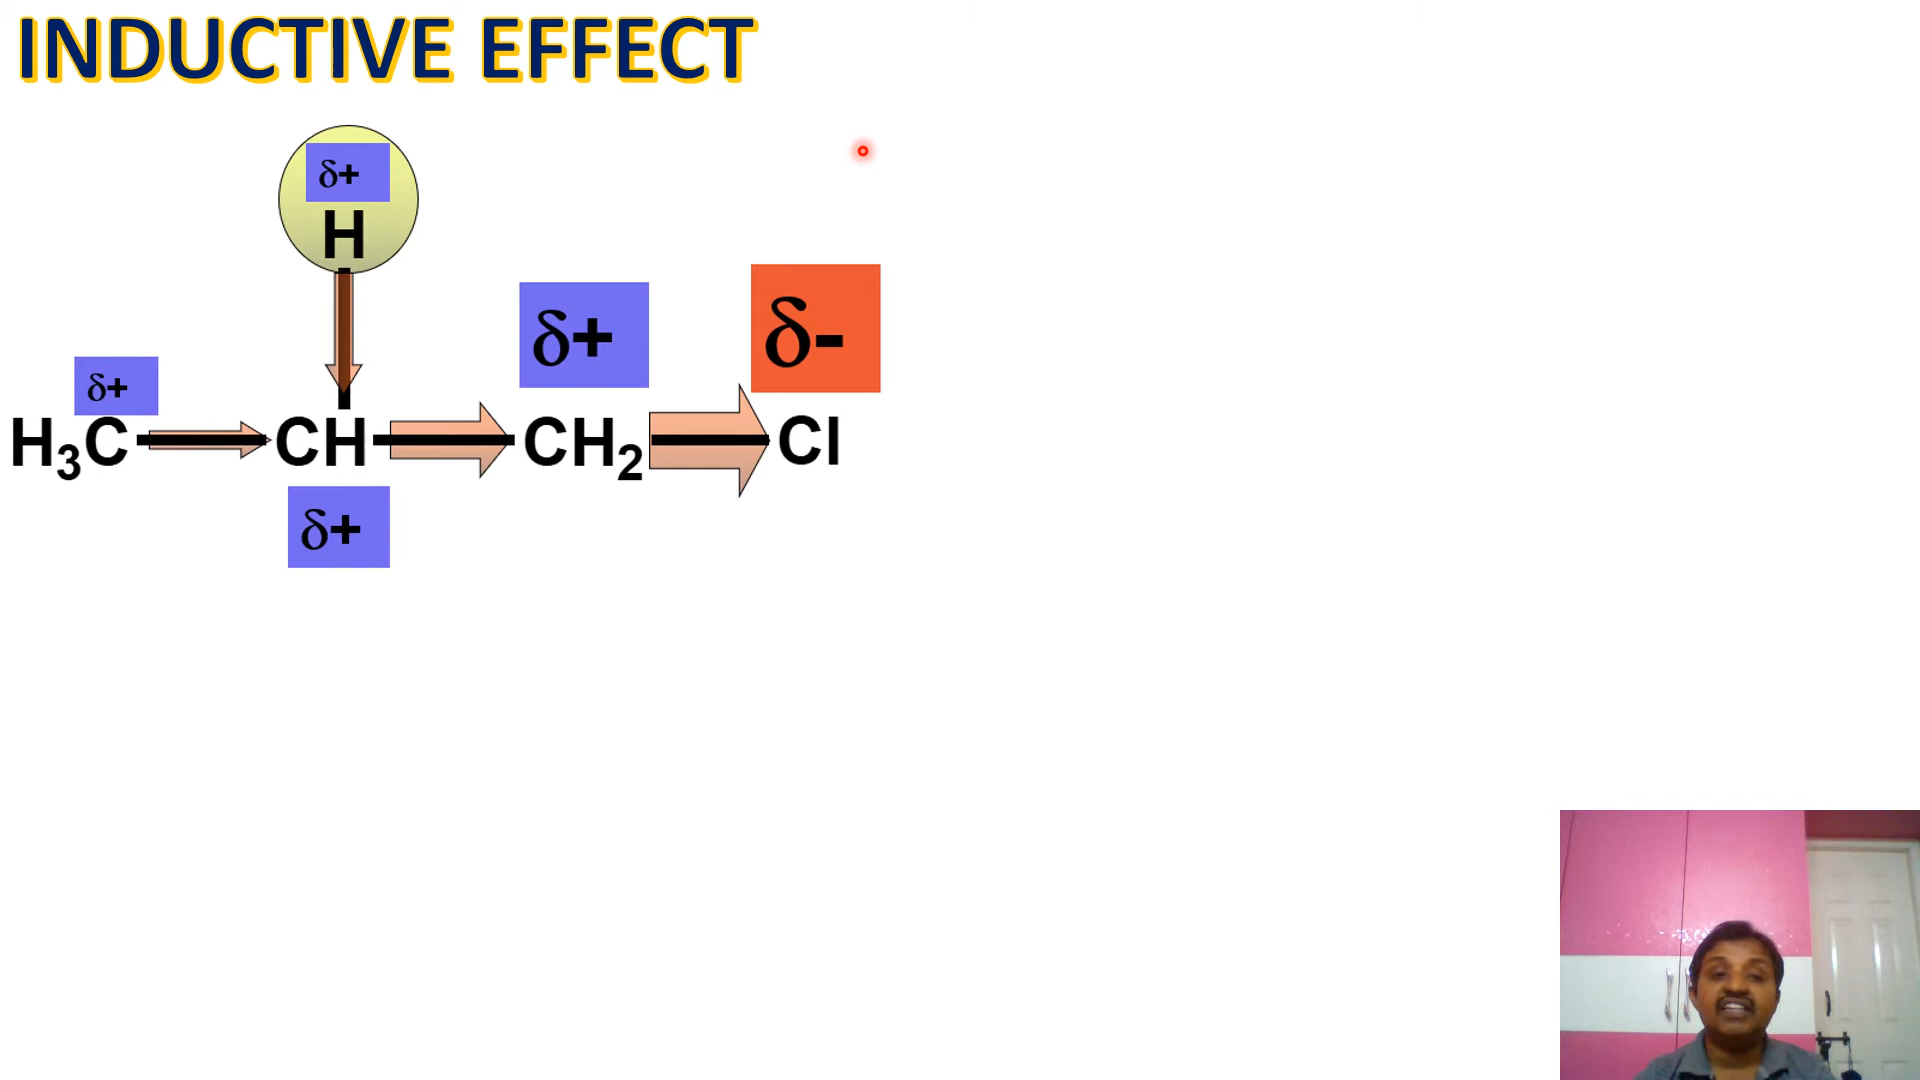 INDUCTIVE EFFECT
δ+
H
δ+ δ-
δ+
H₃C CH CH₂ Cl
δ+